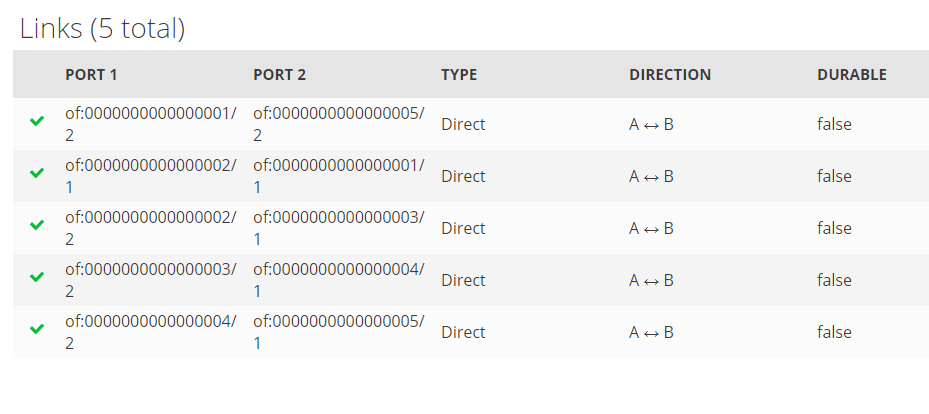 Links (5 total)
PORT 1 PORT 2 TYPE DIRECTION DURABLE
of:0000000000000001/ of:0000000000000005/
2 2 Direct A ↔ B false
of:0000000000000002/ of:0000000000000001/
1 1 Direct A ↔ B false
of:0000000000000002/ of:0000000000000003/
2 1 Direct A ↔ B false
of:0000000000000003/ of:0000000000000004/
2 1 Direct A ↔ B false
of:0000000000000004/ of:0000000000000005/
2 1 Direct A ↔ B false